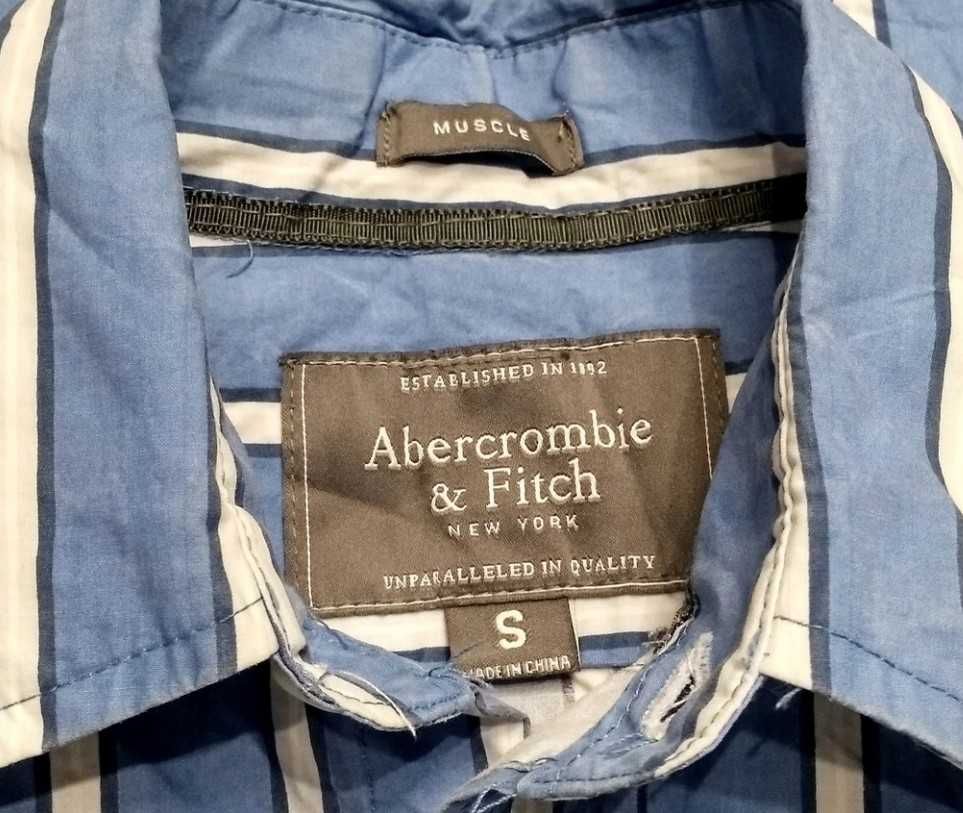 MUSCLE
ESTABLISHED IN 1892
Abercrombie
& Fitch
NEW YORK
UNPARALLELED IN QUALITY
S
MADE IN CHINA